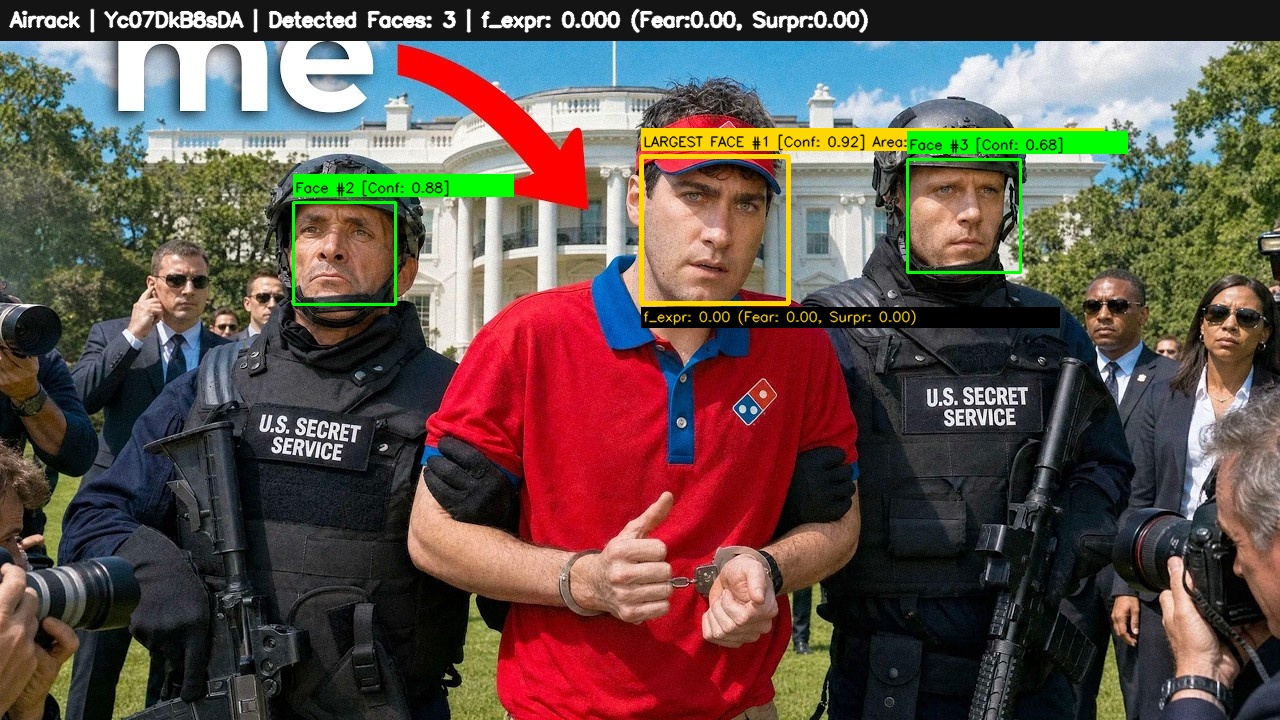 Airrack | Yc07DkB8sDA | Detected Faces: 3 | f_expr: 0.000 (Fear:0.00, Surpr:0.00)
me
LARGEST FACE #1 [Conf: 0.92] Area:
Face #3 [Conf: 0.68]
Face #2 [Conf: 0.88]
f_expr: 0.00 (Fear: 0.00, Surpr: 0.00)
U.S. SECRET
SERVICE
U.S. SECRET
SERVICE